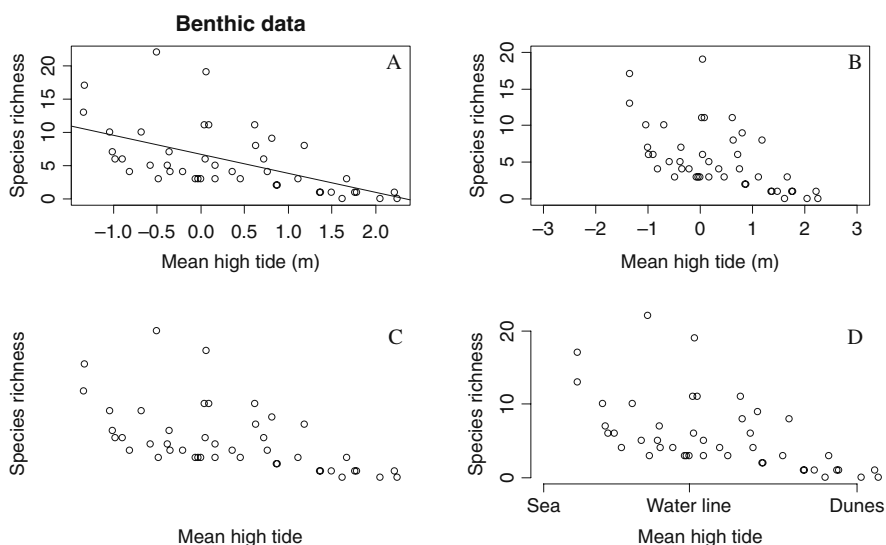 Benthic data
A
Species richness
0 5 10 15 20
−1.0 −0.5 0.0 0.5 1.0 1.5 2.0
Mean high tide (m)
B
Species richness
0 5 10 15 20
−3 −2 −1 0 1 2 3
Mean high tide (m)
C
Species richness
Mean high tide
D
Species richness
0 10 20
Sea Water line Dunes
Mean high tide